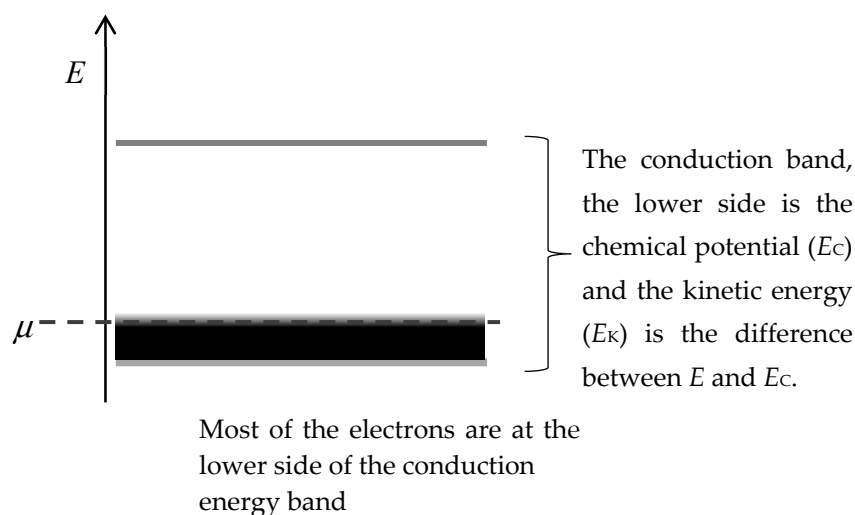 E
The conduction band,
the lower side is the
chemical potential (EC)
and the kinetic energy
(EK) is the difference
between E and EC.
μ
Most of the electrons are at the
lower side of the conduction
energy band